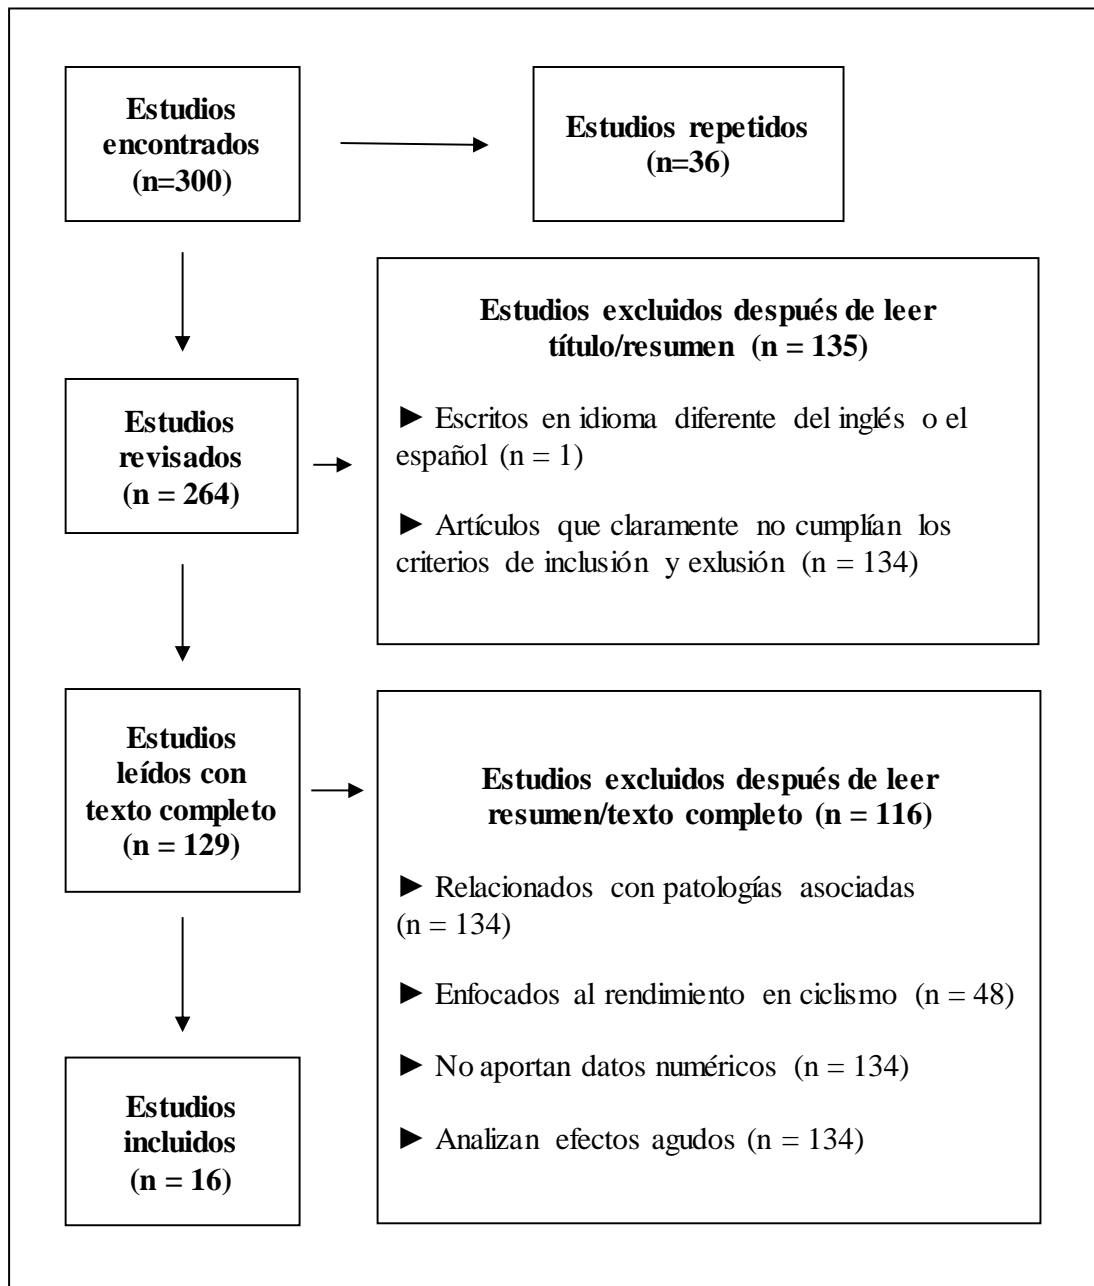 Estudios
encontrados
(n=300)
Estudios repetidos
(n=36)
Estudios excluidos después de leer
título/resumen (n = 135)
► Escritos en idioma diferente del inglés o el
español (n = 1)
► Artículos que claramente no cumplían los
criterios de inclusión y exlusión (n = 134)
Estudios
revisados
(n = 264)
Estudios
leídos con
texto completo
(n = 129)
Estudios excluidos después de leer
resumen/texto completo (n = 116)
► Relacionados con patologías asociadas
(n = 134)
► Enfocados al rendimiento en ciclismo (n = 48)
► No aportan datos numéricos (n = 134)
► Analizan efectos agudos (n = 134)
Estudios
incluidos
(n = 16)